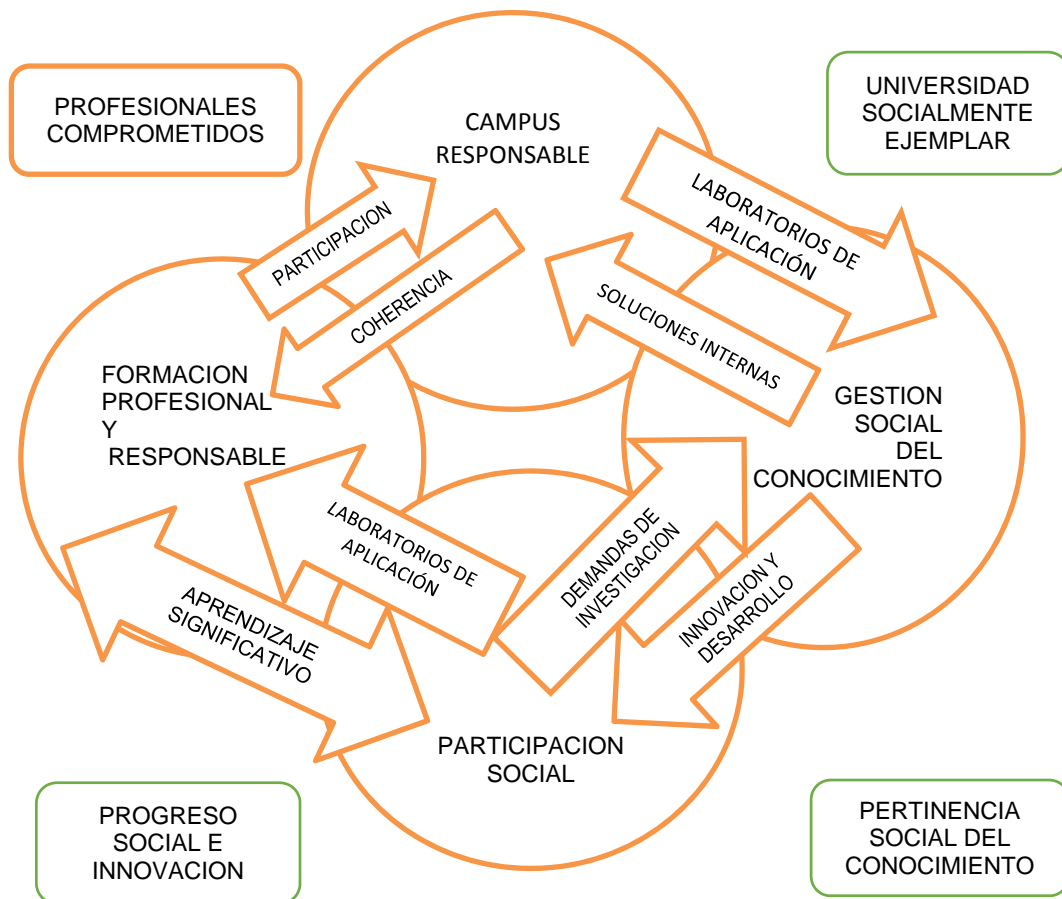 PROFESIONALES
COMPROMETIDOS
CAMPUS
RESPONSABLE
UNIVERSIDAD
SOCIALMENTE
EJEMPLAR
PARTICIPACION
COHERENCIA
LABORATORIOS DE
APLICACIÓN
SOLUCIONES INTERNAS
FORMACION
PROFESIONAL
Y
RESPONSABLE
GESTION
SOCIAL
DEL
CONOCIMIENTO
LABORATORIOS DE
APLICACIÓN
DEMANDAS DE
INVESTIGACION
INNOVACION Y
DESARROLLO
APRENDIZAJE
SIGNIFICATIVO
PARTICIPACION
SOCIAL
PROGRESO
SOCIAL E
INNOVACION
PERTINENCIA
SOCIAL DEL
CONOCIMIENTO